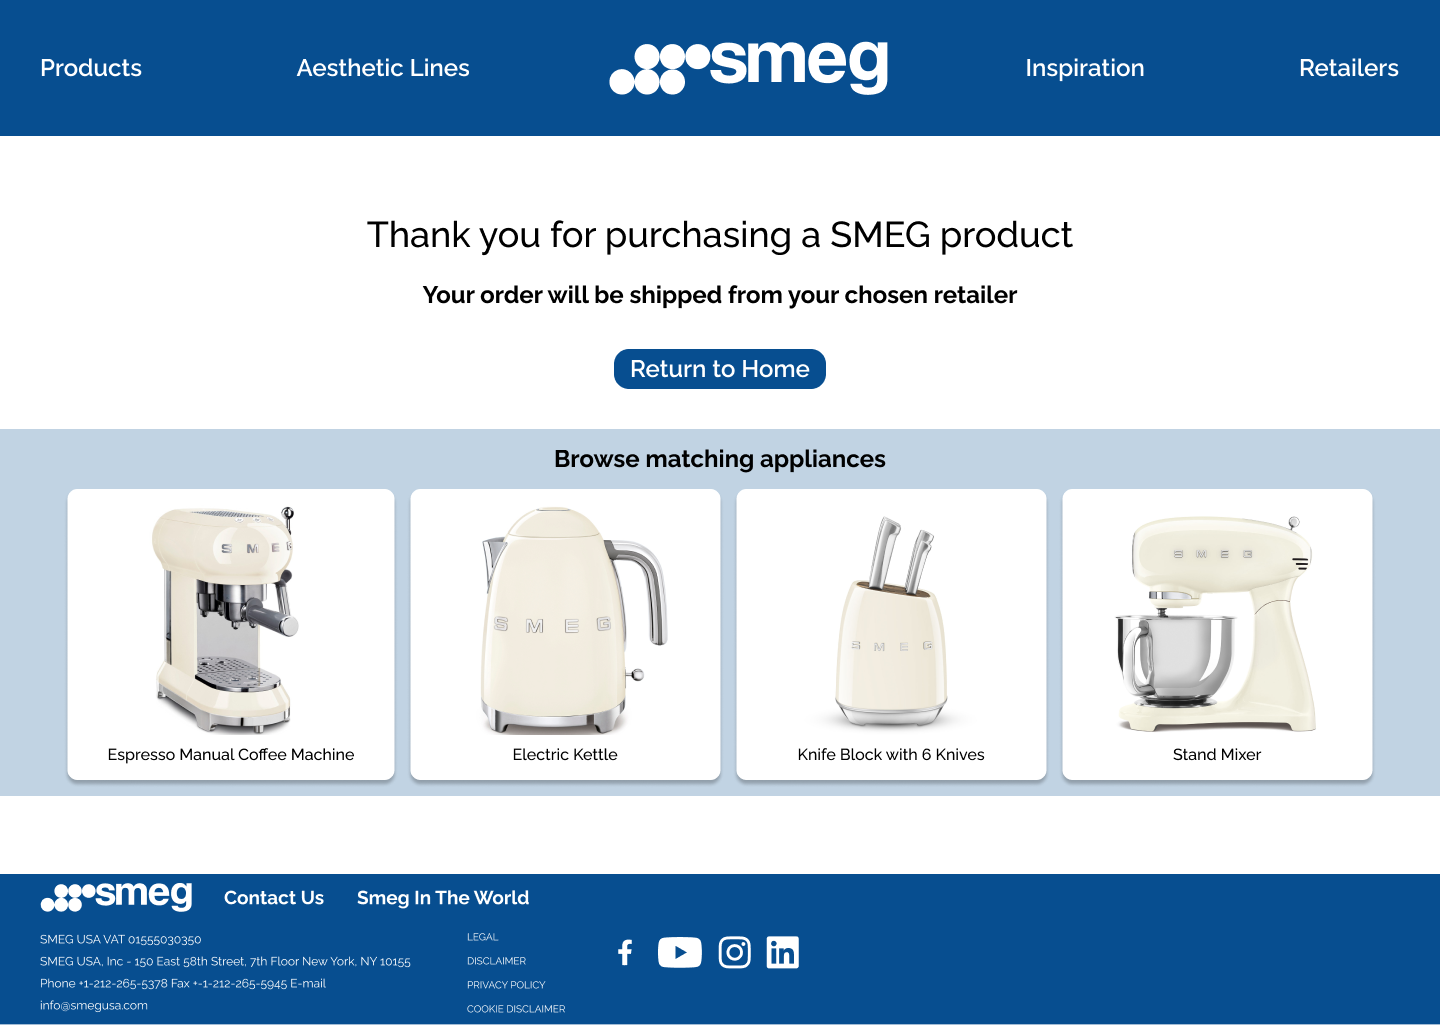 Products
Aesthetic Lines
smeg
Inspiration
Retailers
Thank you for purchasing a SMEG product
Your order will be shipped from your chosen retailer
Return to Home
Browse matching appliances
SMEG
SMEG
SMEG
SMEG
Espresso Manual Coffee Machine
Electric Kettle
Knife Block with 6 Knives
Stand Mixer
smeg
Contact Us
Smeg In The World
SMEG USA VAT 01555030350
SMEG USA, Inc - 150 East 58th Street, 7th Floor New York, NY 10155
Phone +1-212-265-5378 Fax +-1-212-265-5945 E-mail
info@smegusa.com
LEGAL
DISCLAIMER
PRIVACY POLICY
COOKIE DISCLAIMER
f
in